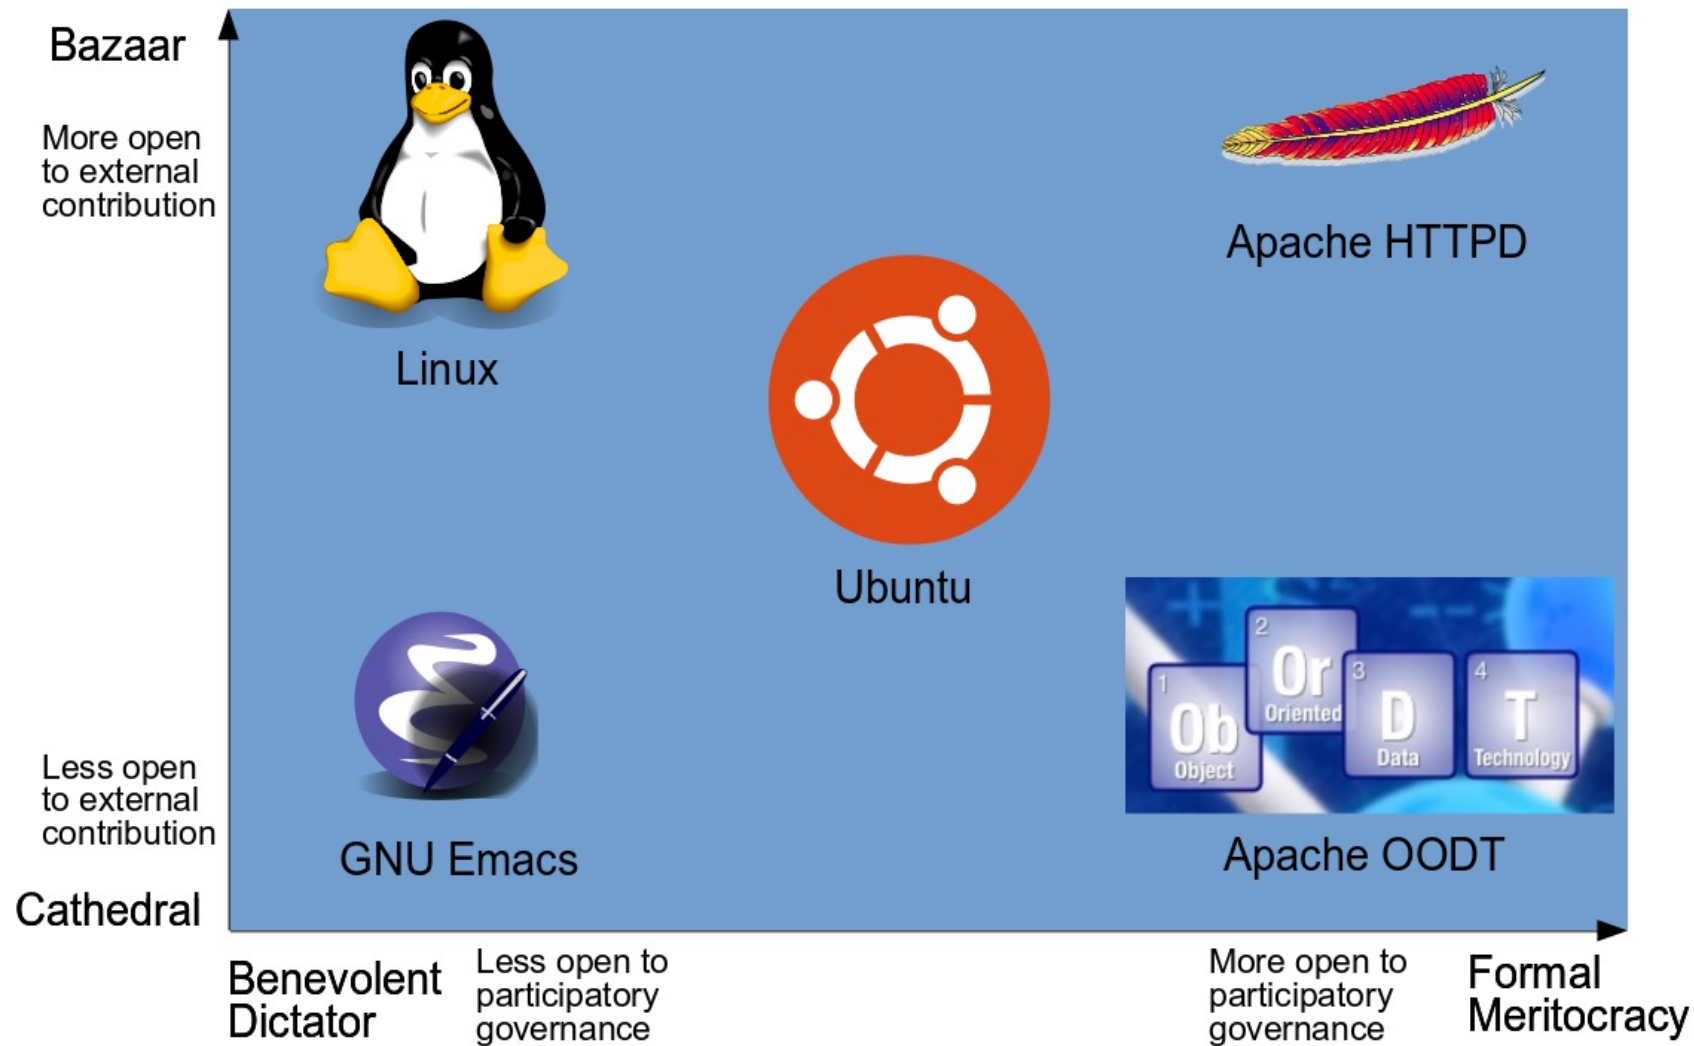 Bazaar
More open
to external
contribution
Linux
Apache HTTPD
Ubuntu
1
Ob
Object
2
Or
Oriented
3
D
Data
4
T
Technology
Less open
to external
contribution
GNU Emacs
Apache OODT
Cathedral
Benevolent
Dictator
Less open to
participatory
governance
More open to
participatory
governance
Formal
Meritocracy